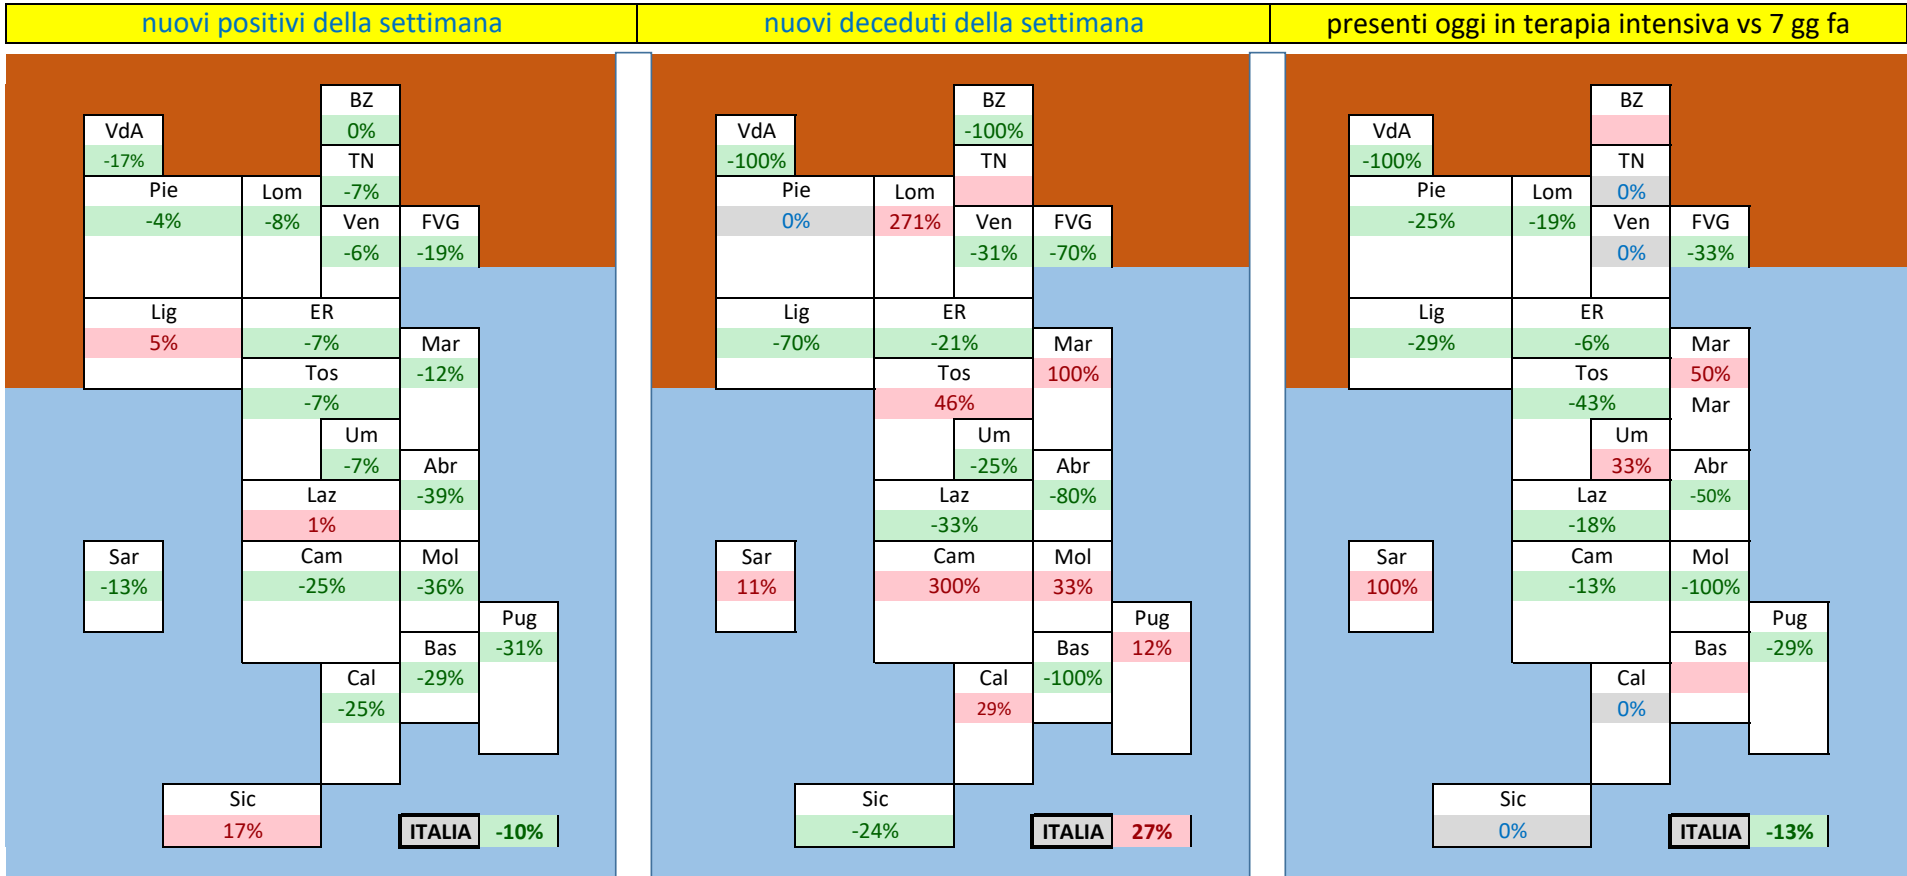 nuovi positivi della settimana
nuovi deceduti della settimana
presenti oggi in terapia intensiva vs 7 gg fa
BZ
VdA
0%
-17%
TN
Pie
Lom
-7%
-4%
-8%
Ven
FVG
-6%
-19%
Lig
ER
5%
-7%
Mar
Tos
-12%
-7%
Um
-7%
Abr
Laz
-39%
1%
Sar
Cam
Mol
-13%
-25%
-36%
Pug
Bas
-31%
Cal
-29%
-25%
Sic
17%
ITALIA
-10%
BZ
VdA
-100%
-100%
TN
Pie
Lom
0%
271%
Ven
FVG
-31%
-70%
Lig
ER
-70%
-21%
Mar
Tos
100%
46%
Um
-25%
Abr
Laz
-80%
-33%
Sar
Cam
Mol
11%
300%
33%
Pug
Bas
12%
Cal
-100%
29%
Sic
-24%
ITALIA
27%
BZ
VdA
-100%
TN
Pie
Lom
0%
-25%
-19%
Ven
FVG
0%
-33%
Lig
ER
-29%
-6%
Mar
Tos
50%
-43%
Mar
Um
33%
Abr
Laz
-50%
-18%
Sar
Cam
Mol
100%
-13%
-100%
Pug
Bas
-29%
Cal
0%
Sic
0%
ITALIA
-13%